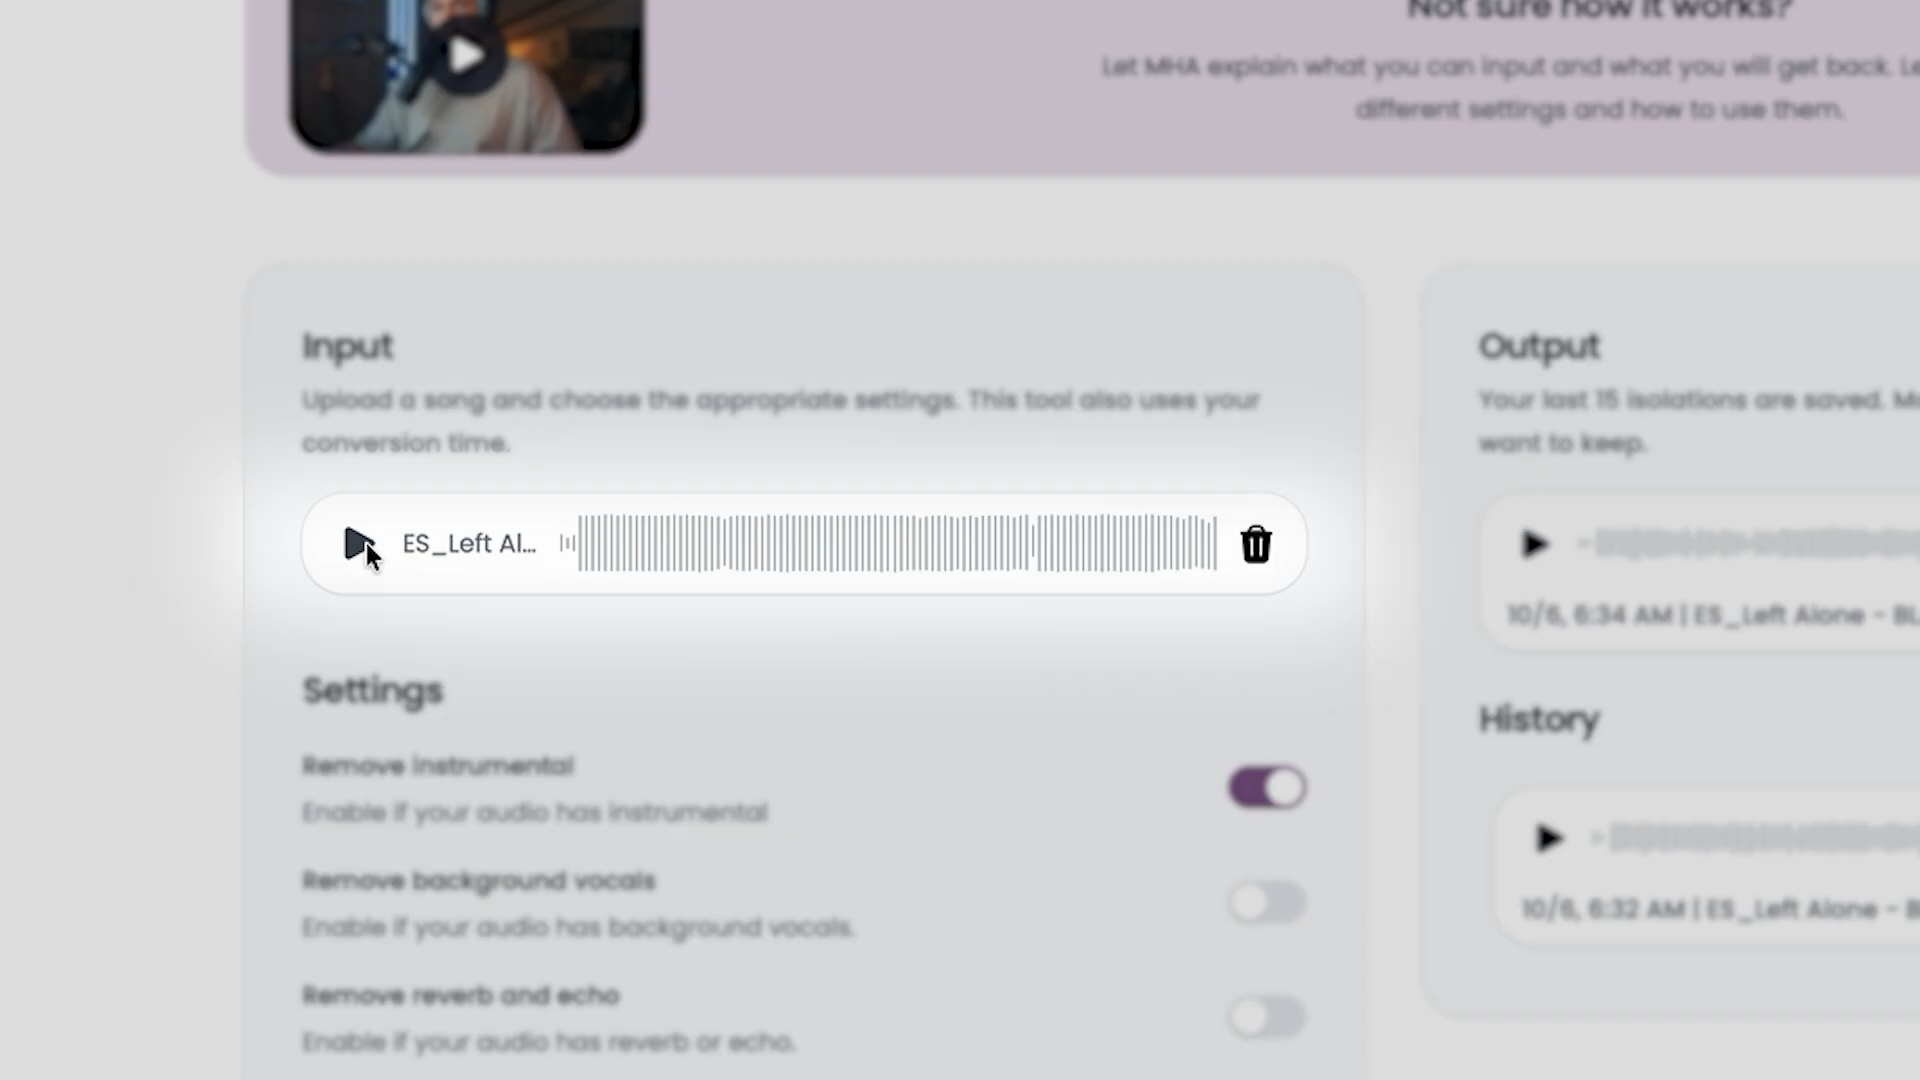 Not sure how it works?
Let MHA explain what you can input and what you will get back. Le
different settings and how to use them.
Input
Upload a song and choose the appropriate settings. This tool also uses your
conversion time.
ES_Left Al...
Settings
Remove instrumental
Enable if your audio has instrumental
Remove background vocals
Enable if your audio has background vocals.
Remove reverb and echo
Enable if your audio has reverb or echo.
Output
Your last 15 isolations are saved. Ma
want to keep.
10/6, 6:34 AM | ES_Left Alone - BL
History
10/6, 6:32 AM | ES_Left Alone - B